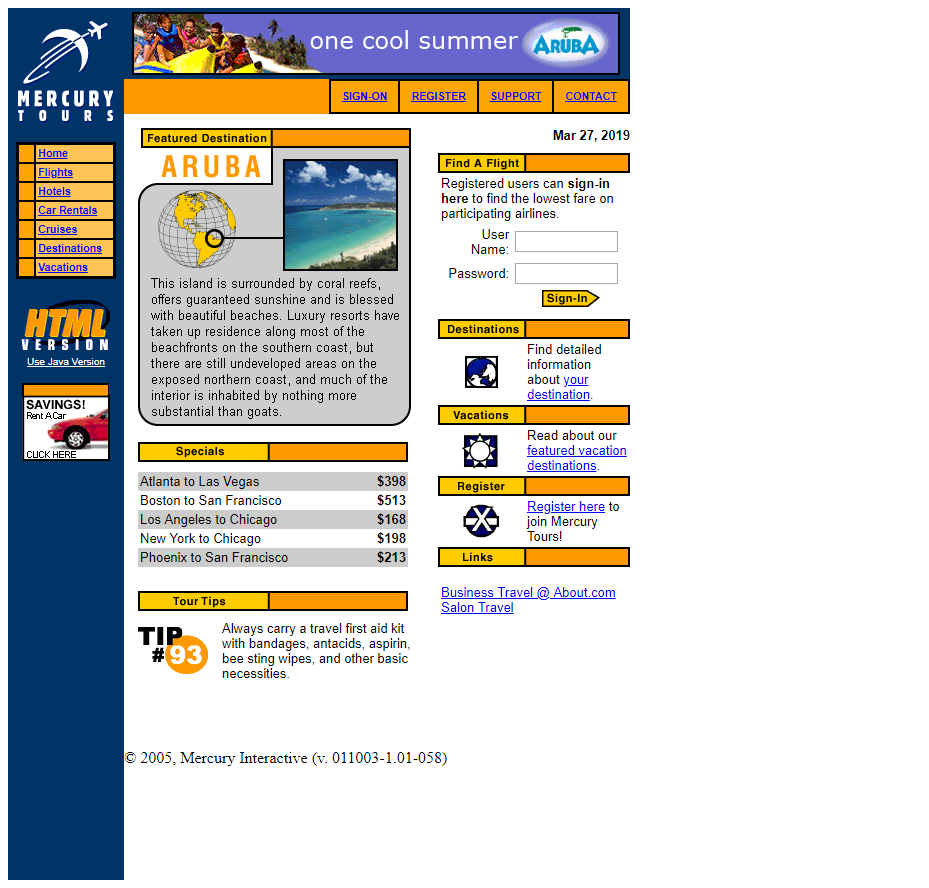 one cool summer
ARUBA
MERCURY
TOURS
SIGN-ON
REGISTER
SUPPORT
CONTACT
Home
Flights
Hotels
Car Rentals
Cruises
Destinations
Vacations
HTML
VERSION
Use Java Version
SAVINGS!
Rent A Car
CLICK HERE
Featured Destination
ARUBA
This island is surrounded by coral reefs,
offers guaranteed sunshine and is blessed
with beautiful beaches. Luxury resorts have
taken up residence along most of the
beachfronts on the southern coast, but
there are still undeveloped areas on the
exposed northern coast, and much of the
interior is inhabited by nothing more
substantial than goats.
Specials
Atlanta to Las Vegas $398
Boston to San Francisco $513
Los Angeles to Chicago $168
New York to Chicago $198
Phoenix to San Francisco $213
Tour Tips
TIP
#93
Always carry a travel first aid kit
with bandages, antacids, aspirin,
bee sting wipes, and other basic
necessities.
Mar 27, 2019
Find A Flight
Registered users can sign-in
here to find the lowest fare on
participating airlines.
User
Name:
Password:
Sign-In
Destinations
Find detailed
information
about your
destination.
Vacations
Read about our
featured vacation
destinations.
Register
Register here to
join Mercury
Tours!
Links
Business Travel @ About.com
Salon Travel
© 2005, Mercury Interactive (v. 011003-1.01-058)